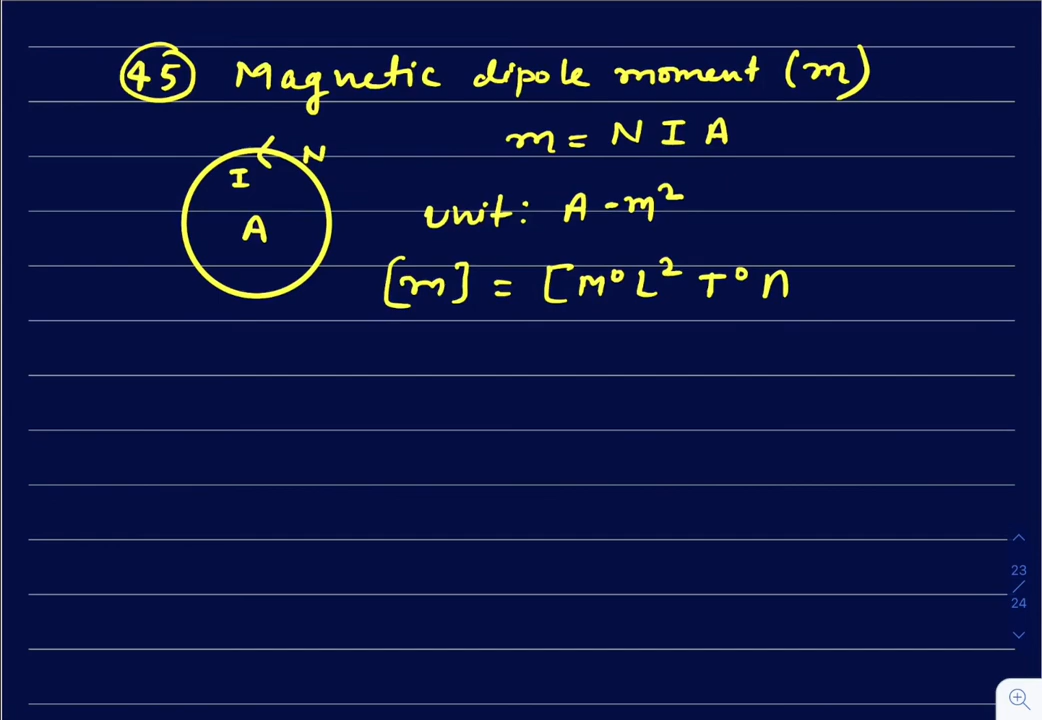 45 Magnetic dipole moment (m)
m = N I A
N
I
A
unit: A-m²
[m] = [M⁰ L² T⁰ Λ
23
/
24